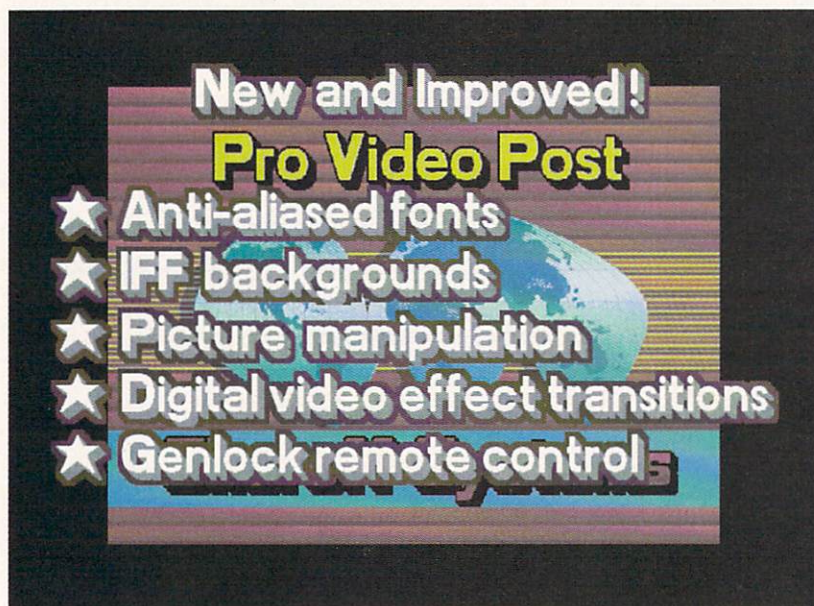 New and Improved!
Pro Video Post
★ Anti-aliased fonts
★ IFF backgrounds
★ Picture manipulation
★ Digital video effect transitions
★ Genlock remote control